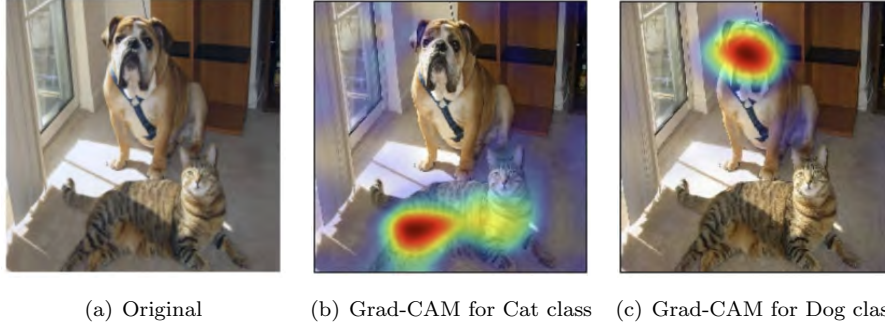 (a) Original
(b) Grad-CAM for Cat class
(c) Grad-CAM for Dog clas